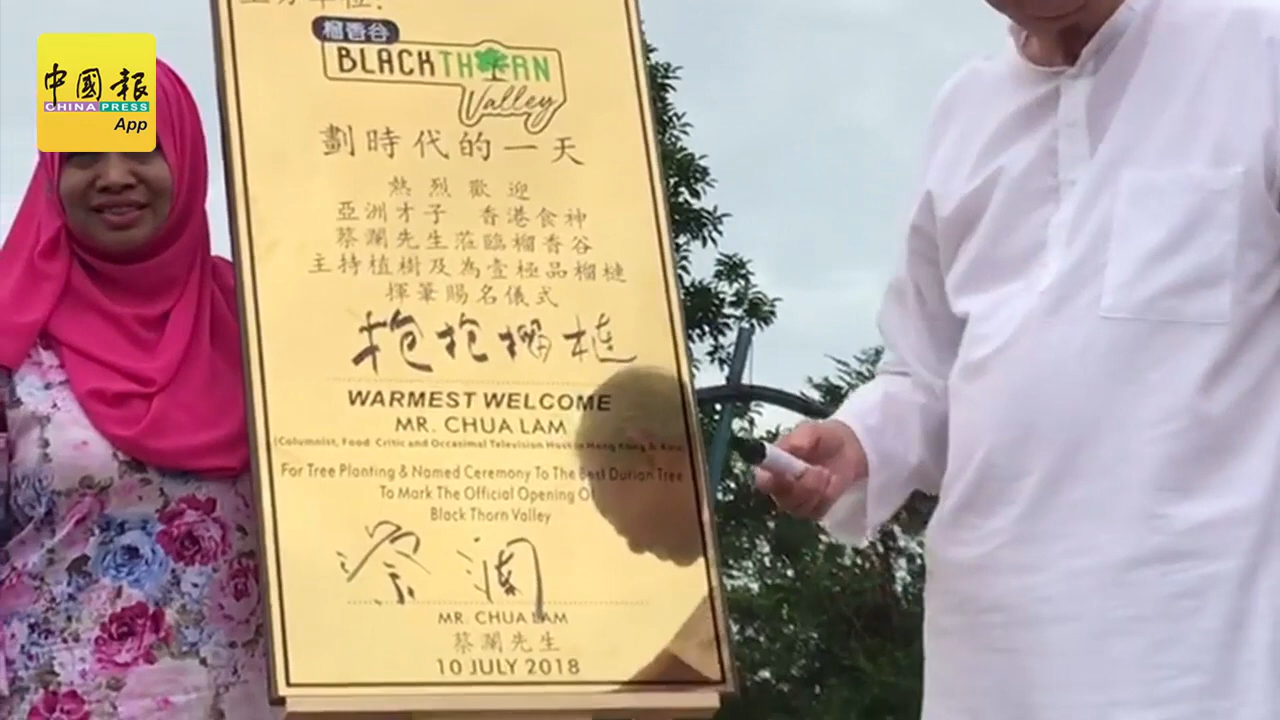 中國報
CHINA PRESS
App
榴香谷
BLACKTHORN
Valley
劃時代的一天
熱烈歡迎
亞洲才子 香港食神
蔡瀾先生蒞臨榴香谷
主持植樹及為壹極品榴槤
揮筆賜名儀式
抱抱榴槤
WARMEST WELCOME
MR. CHUA LAM
(Columnist, Food Critic and Occasimal Television Host in Hong Kong &
For Tree Planting & Named Ceremony To The Best Durian Tree
To Mark The Official Opening Of
Black Thorn Valley
蔡瀾
MR. CHUA LAM
蔡瀾先生
10 JULY 2018